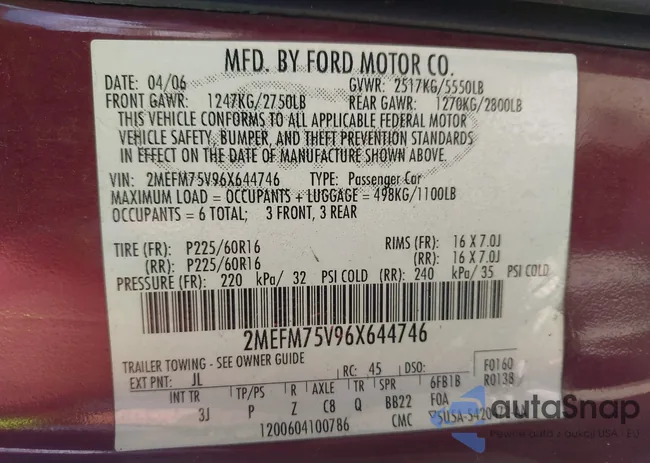 MFD. BY FORD MOTOR CO.
DATE: 04/06 GVWR: 2517KG/5550LB
FRONT GAWR: 1247KG/2750LB REAR GAWR: 1270KG/2800LB
THIS VEHICLE CONFORMS TO ALL APPLICABLE FEDERAL MOTOR
VEHICLE SAFETY, BUMPER, AND THEFT PREVENTION STANDARDS
IN EFFECT ON THE DATE OF MANUFACTURE SHOWN ABOVE.
VIN: 2MEFM75V96X644746 TYPE: Passenger Car
MAXIMUM LOAD = OCCUPANTS + LUGGAGE = 498KG/1100LB
OCCUPANTS = 6 TOTAL; 3 FRONT, 3 REAR
TIRE (FR): P225/60R16 RIMS (FR): 16 X 7.0J
(RR): P225/60R16 (RR): 16 X 7.0J
PRESSURE (FR): 220 kPa/ 32 PSI COLD (RR): 240 kPa/ 35 PSI COLD
2MEFM75V96X644746
TRAILER TOWING - SEE OWNER GUIDE
EXT PNT: JL RC: 45 DSO: F0160
R0138
INT TR TP/PS R AXLE TR SPR 6FB1B
3J P Z C8 Q BB22 FOA
1200604100786 CMC
autaSnap